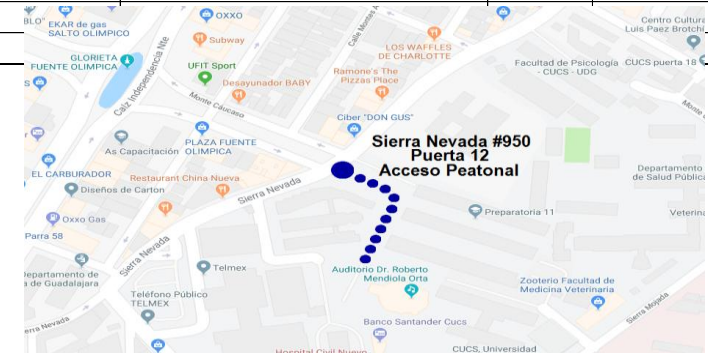 BLO"
EKAR de gas
SALTO OLIMPICO
OXXO
Subway
Calle Montes A
Centro Cultura
Luis Paez Brotchi
GLORIETA
FUENTE OLIMPICA
Calz Independencia Nte
UFIT Sport
LOS WAFFLES
DE CHARLOTTE
Facultad de Psicología
- CUCS - UDG
CUCS puerta 18
S
Desayunador BABY
Ramone's The
Pizzas Place
Monte Cáucaso
Monte
Ciber "DON GUS"
As Capacitación
PLAZA FUENTE
OLIMPICA
Sierra Nevada #950
Puerta 12
Acceso Peatonal
EL CARBURADOR
Restaurant China Nueva
Diseños de Carton
Sierra Nevada
Departamento
de Salud Pública
Oxxo Gas
Preparatoria 11
Veterina
Parra 58
Sierra Nevada
Departamento de
a de Guadalajara
Telmex
Auditorio Dr. Roberto
Mendiola Orta
Zooterio Facultad de
Medicina Veterinaria
Teléfono Público
TELMEX
Sierra Mojada
erra Nevada
Banco Santander Cucs
Hospital Civil Nuevo
CUCS, Universidad